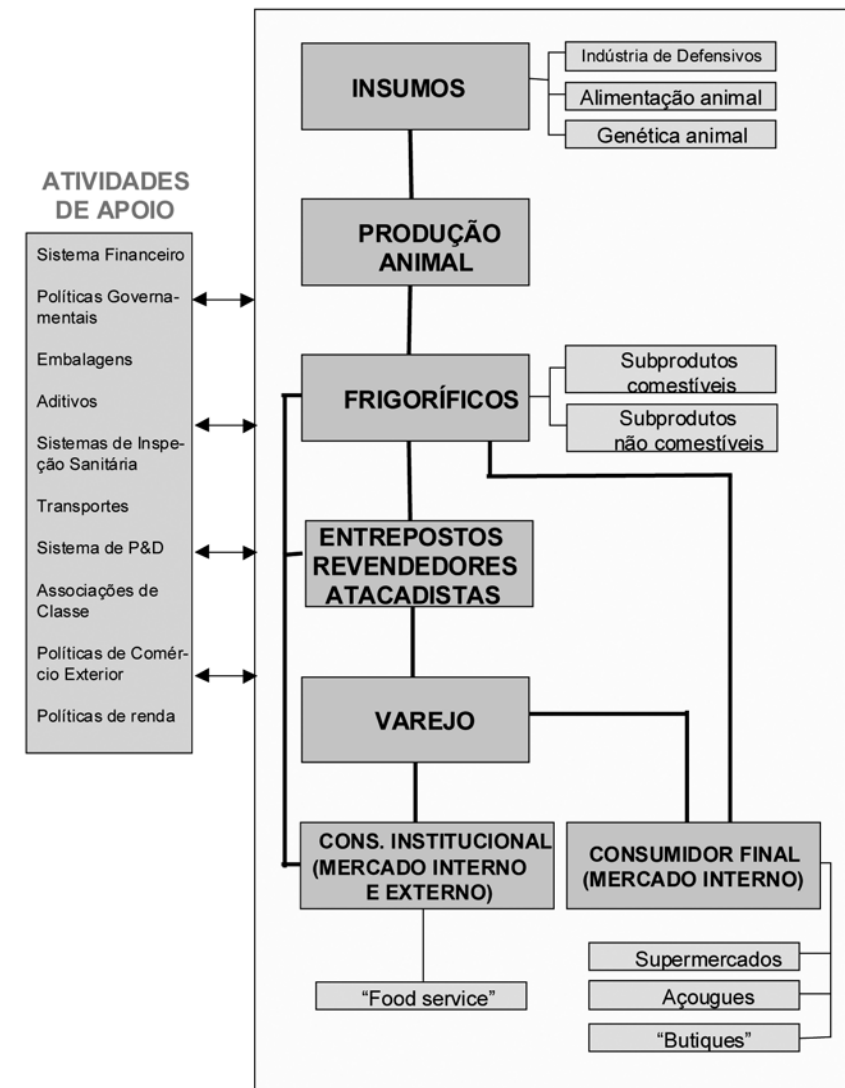 INSUMOS
Indústria de Defensivos
Alimentação animal
Genética animal
ATIVIDADES
DE APOIO
Sistema Financeiro
Políticas Governa-
mentais
Embalagens
Aditivos
Sistemas de Inspe-
ção Sanitária
Transportes
Sistema de P&D
Associações de
Classe
Políticas de Comér-
cio Exterior
Políticas de renda
PRODUÇÃO
ANIMAL
FRIGORÍFICOS
Subprodutos
comestíveis
Subprodutos
não comestíveis
ENTREPOSTOS
REVENDEDORES
ATACADISTAS
VAREJO
CONS. INSTITUCIONAL
(MERCADO INTERNO
E EXTERNO)
CONSUMIDOR FINAL
(MERCADO INTERNO)
“Food service”
Supermercados
Açougues
“Butiques”